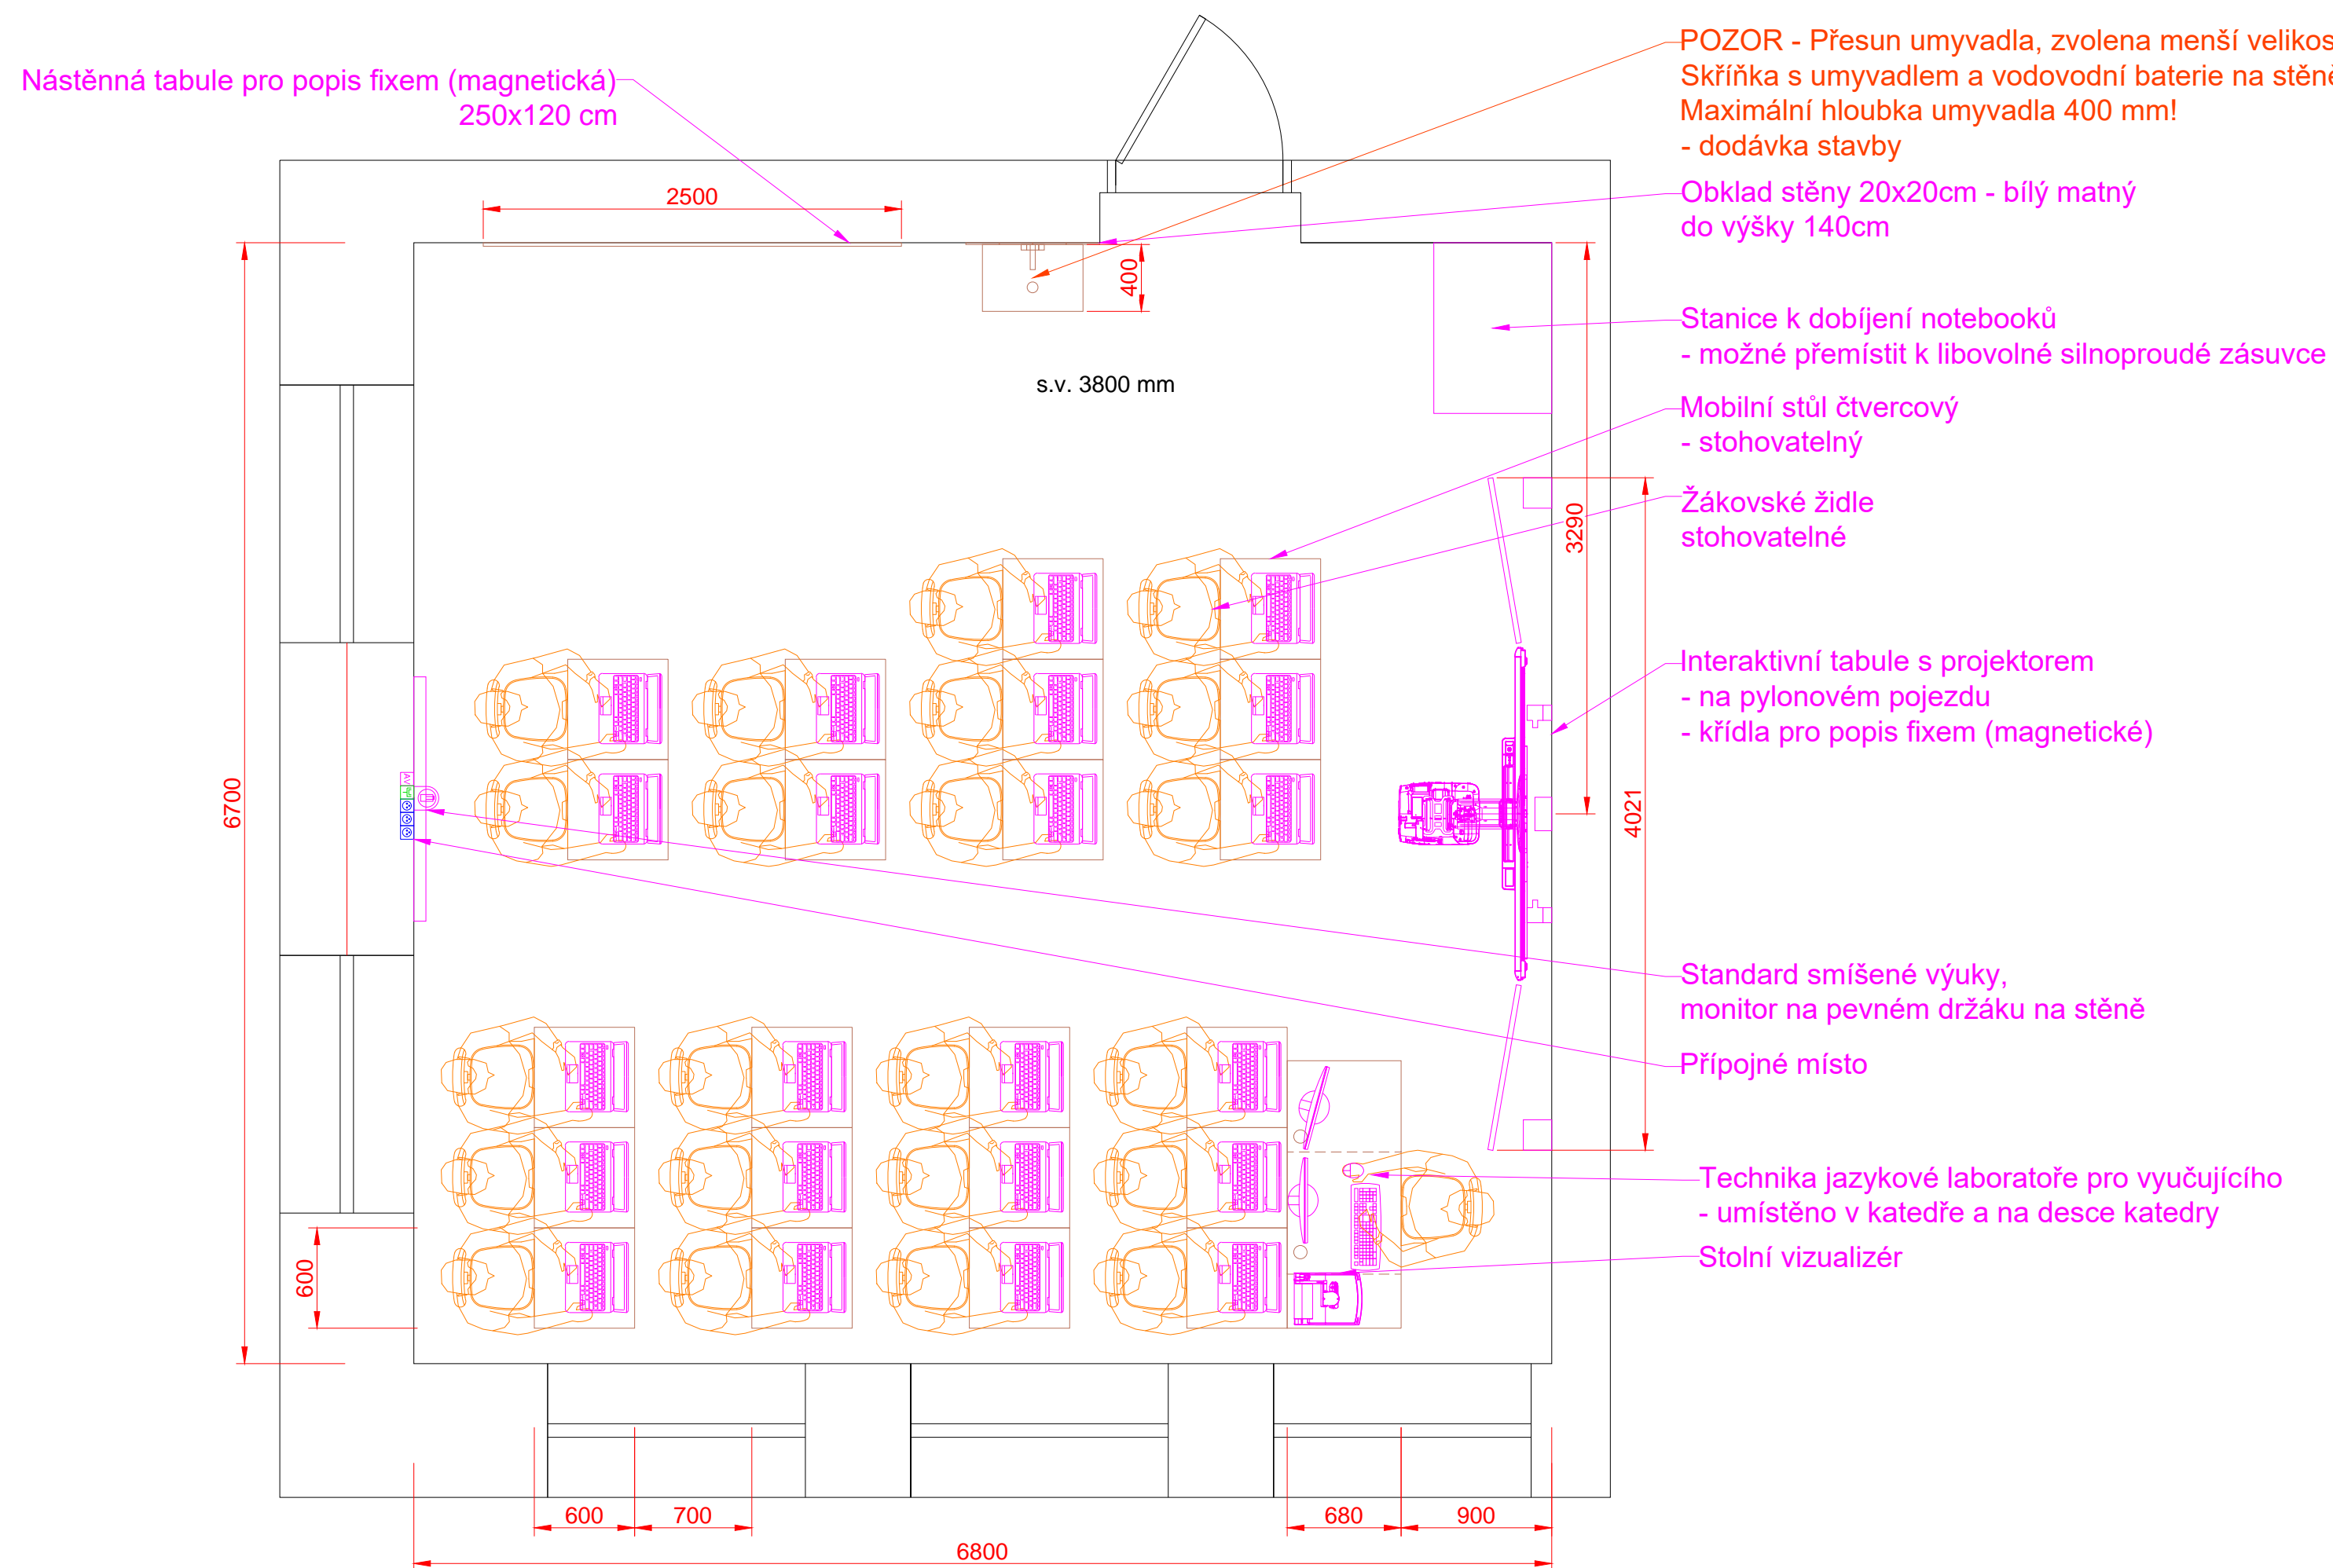 Nástěnná tabule pro popis fixem (magnetická)
250x120 cm
POZOR - Přesun umyvadla, zvolena menší
Skříňka s umyvadlem a vodovodní baterie na
Maximální hloubka umyvadla 400 mm!
- dodávka stavby
Obklad stěny 20x20cm - bílý matný
do výšky 140cm
Stanice k dobíjení notebooků
- možné přemístit k libovolné silnoproudé zásuvce
Mobilní stůl čtvercový
- stohovatelný
Žákovské židle
stohovatelné
Interaktivní tabule s projektorem
- na pylonovém pojezdu
- křídla pro popis fixem (magnetické)
Standard smíšené výuky,
monitor na pevném držáku na stěně
Přípojné místo
Technika jazykové laboratoře pro vyučujícího
- umístěno v katedře a na desce katedry
Stolní vizualizér
2500
400
s.v. 3800 mm
3290
4021
6700
AV
600
600
700
680
900
6800